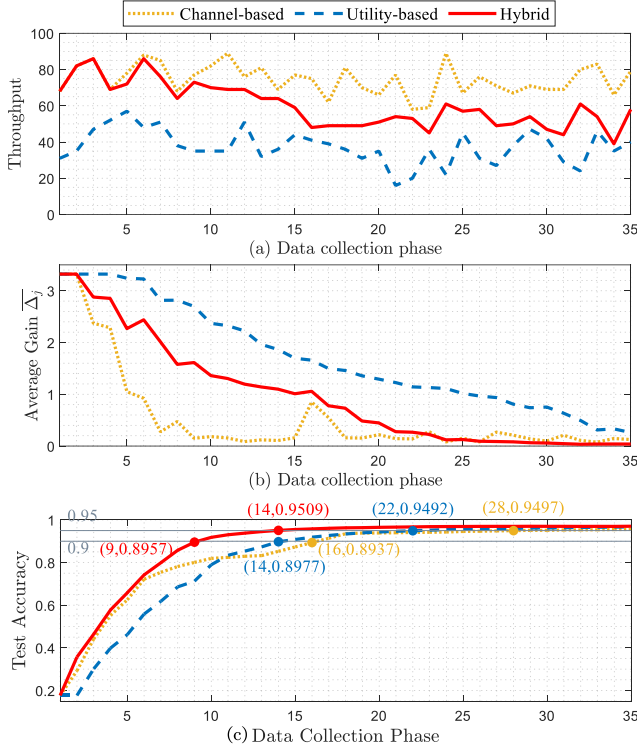 Channel-based Utility-based Hybrid
100
80
60
40
20
0
Throughput
5 10 15 20 25 30 35
(a) Data collection phase
3
2
1
0
Average Gain $\overline{\Delta_j}$
5 10 15 20 25 30 35
(b) Data collection phase
(14,0.9509) (22,0.9492) (28,0.9497)
0.95
0.9 (9,0.8957) (16,0.8937)
(14,0.8977)
1
0.8
0.6
0.4
0.2
Test Accuracy
5 10 15 20 25 30 35
(c) Data Collection Phase